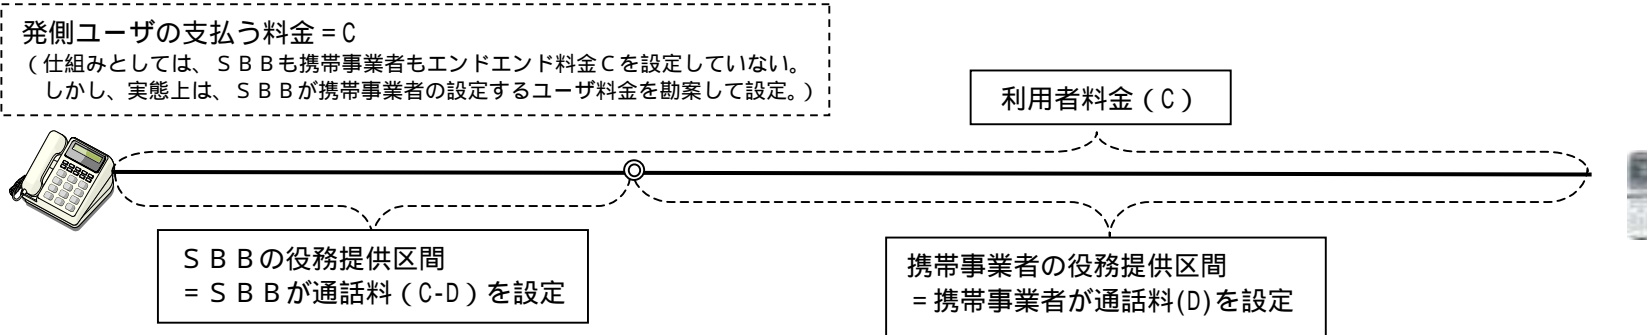 発側ユーザの支払う料金=C
(仕組みとしては、SBBも携帯事業者もエンドエンド料金Cを設定していない。
しかし、実態上は、SBBが携帯事業者の設定するユーザ料金を勘案して設定。)
利用者料金(C)
SBBの役務提供区間
=SBBが通話料(C-D)を設定
携帯事業者の役務提供区間
=携帯事業者が通話料(D)を設定